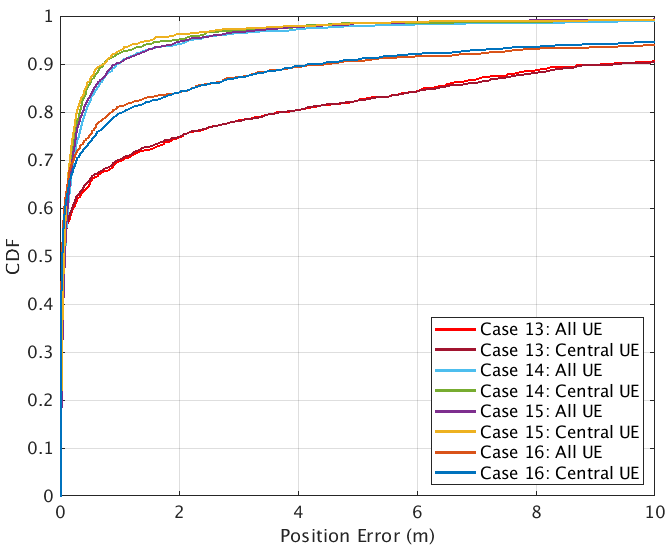 1
0.9
0.8
0.7
0.6
0.5
0.4
0.3
0.2
0.1
0
CDF
Case 13: All UE
Case 13: Central UE
Case 14: All UE
Case 14: Central UE
Case 15: All UE
Case 15: Central UE
Case 16: All UE
Case 16: Central UE
0 2 4 6 8 10
Position Error (m)